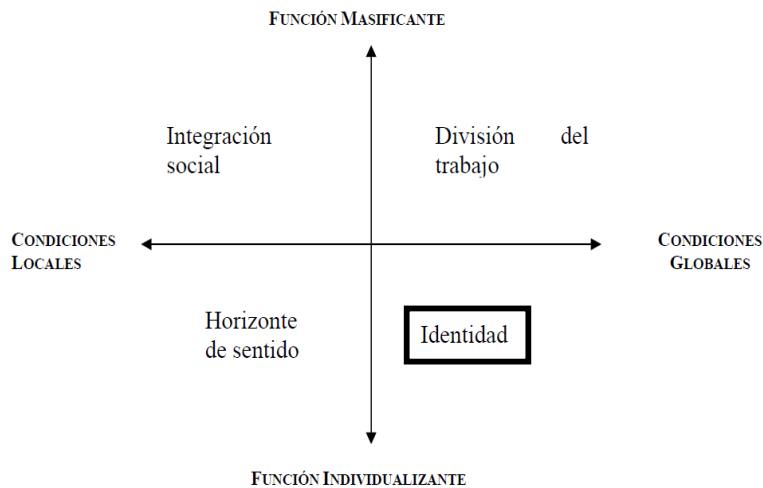 FUNCIÓN MASIFICANTE
Integración
social
División del
trabajo
CONDICIONES
LOCALES
CONDICIONES
GLOBALES
Horizonte
de sentido
Identidad
FUNCIÓN INDIVIDUALIZANTE